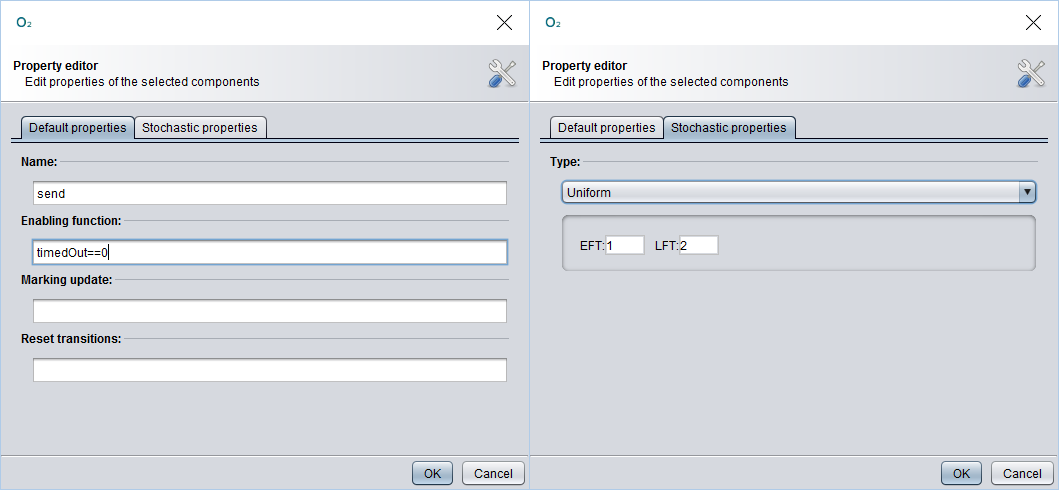 O₂
Property editor
Edit properties of the selected components
Default properties
Stochastic properties
Name:
send
Enabling function:
timedOut==0
Marking update:
Reset transitions:
OK
Cancel
O₂
Property editor
Edit properties of the selected components
Default properties
Stochastic properties
Type:
Uniform
EFT: 1 LFT: 2
OK
Cancel